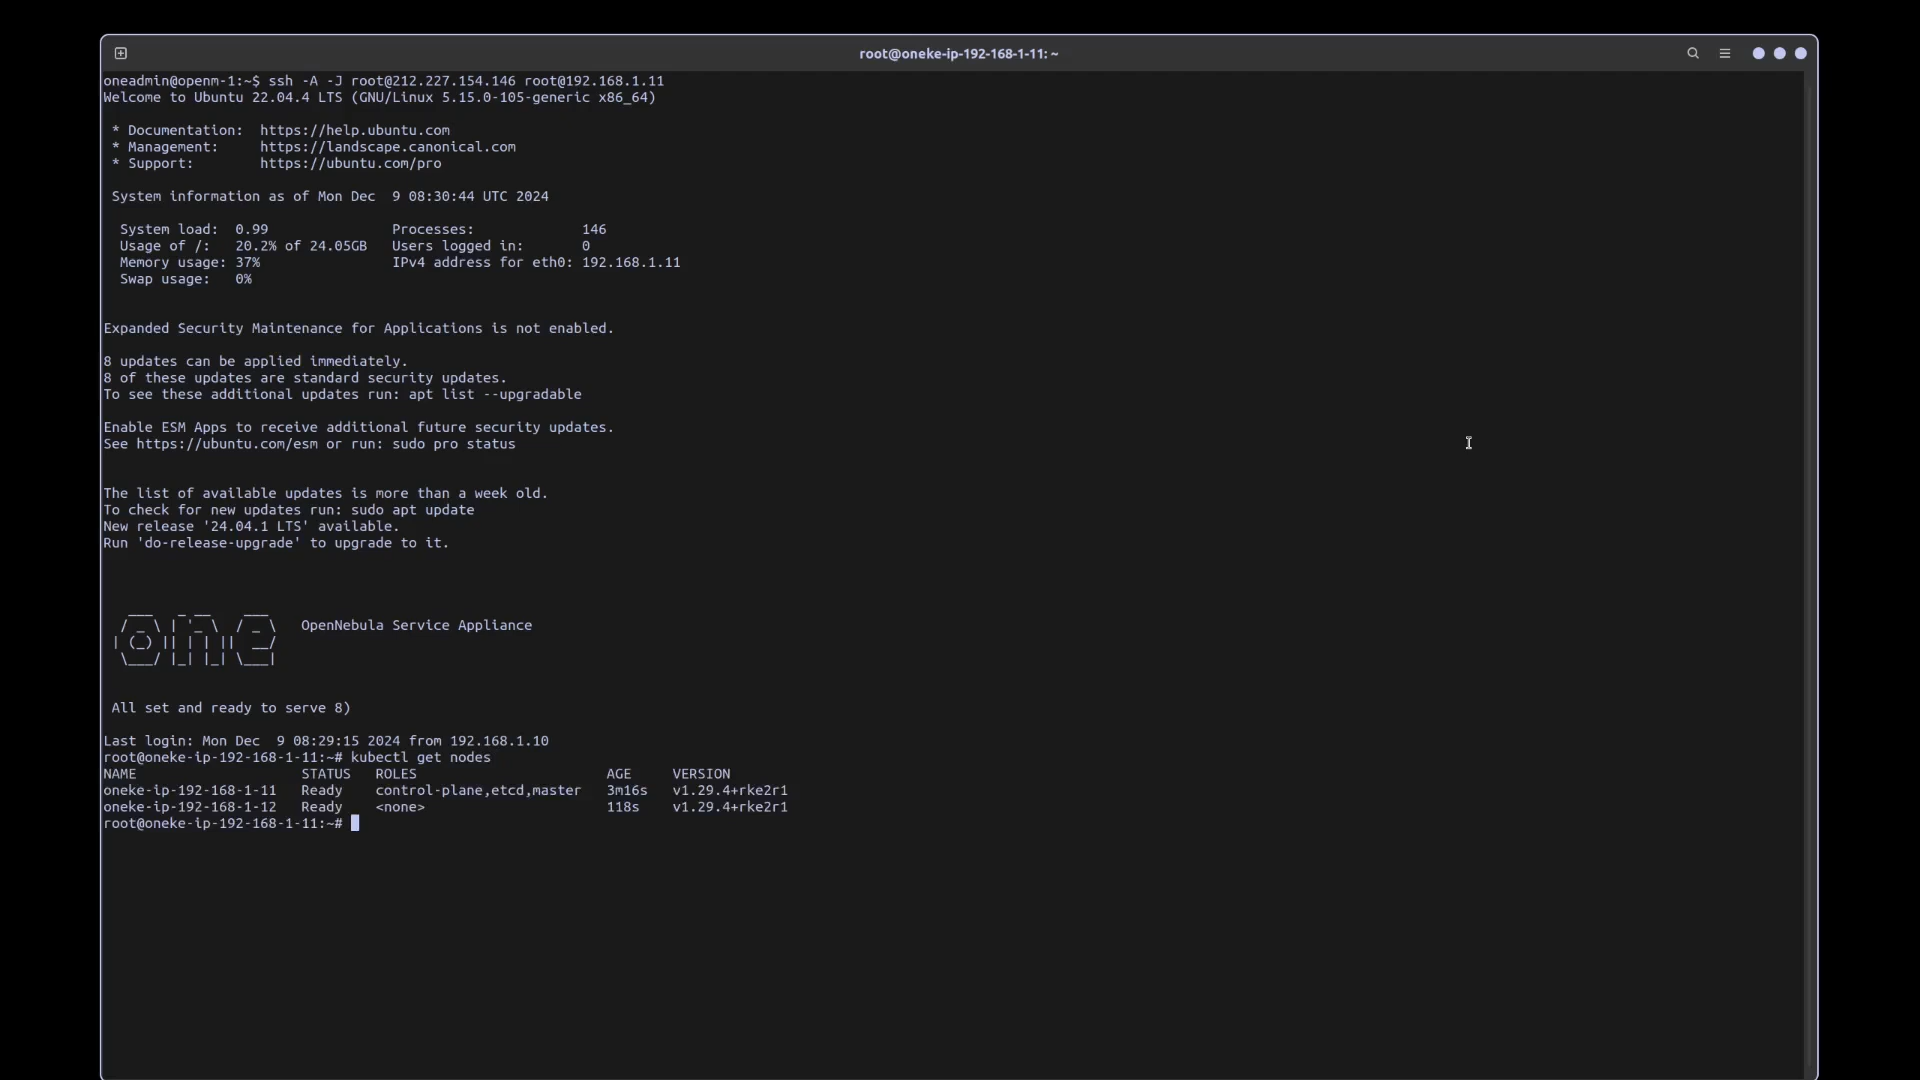 root@oneke-ip-192-168-1-11: ~
oneadmin@openm-1:~$ ssh -A -J root@212.227.154.146 root@192.168.1.11
Welcome to Ubuntu 22.04.4 LTS (GNU/Linux 5.15.0-105-generic x86_64)
* Documentation:  https://help.ubuntu.com
* Management:     https://landscape.canonical.com
* Support:        https://ubuntu.com/pro
System information as of Mon Dec  9 08:30:44 UTC 2024
System load:  0.99               Processes:             146
Usage of /:   20.2% of 24.05GB   Users logged in:       0
Memory usage: 37%                IPv4 address for eth0: 192.168.1.11
Swap usage:   0%
Expanded Security Maintenance for Applications is not enabled.
8 updates can be applied immediately.
8 of these updates are standard security updates.
To see these additional updates run: apt list --upgradable
Enable ESM Apps to receive additional future security updates.
See https://ubuntu.com/esm or run: sudo pro status
The list of available updates is more than a week old.
To check for new updates run: sudo apt update
New release '24.04.1 LTS' available.
Run 'do-release-upgrade' to upgrade to it.
one   OpenNebula Service Appliance
All set and ready to serve 8)
Last login: Mon Dec  9 08:29:15 2024 from 192.168.1.10
root@oneke-ip-192-168-1-11:~# kubectl get nodes
NAME                    STATUS   ROLES                       AGE     VERSION
oneke-ip-192-168-1-11   Ready    control-plane,etcd,master   3m16s   v1.29.4+rke2r1
oneke-ip-192-168-1-12   Ready    <none>                      118s    v1.29.4+rke2r1
root@oneke-ip-192-168-1-11:~#